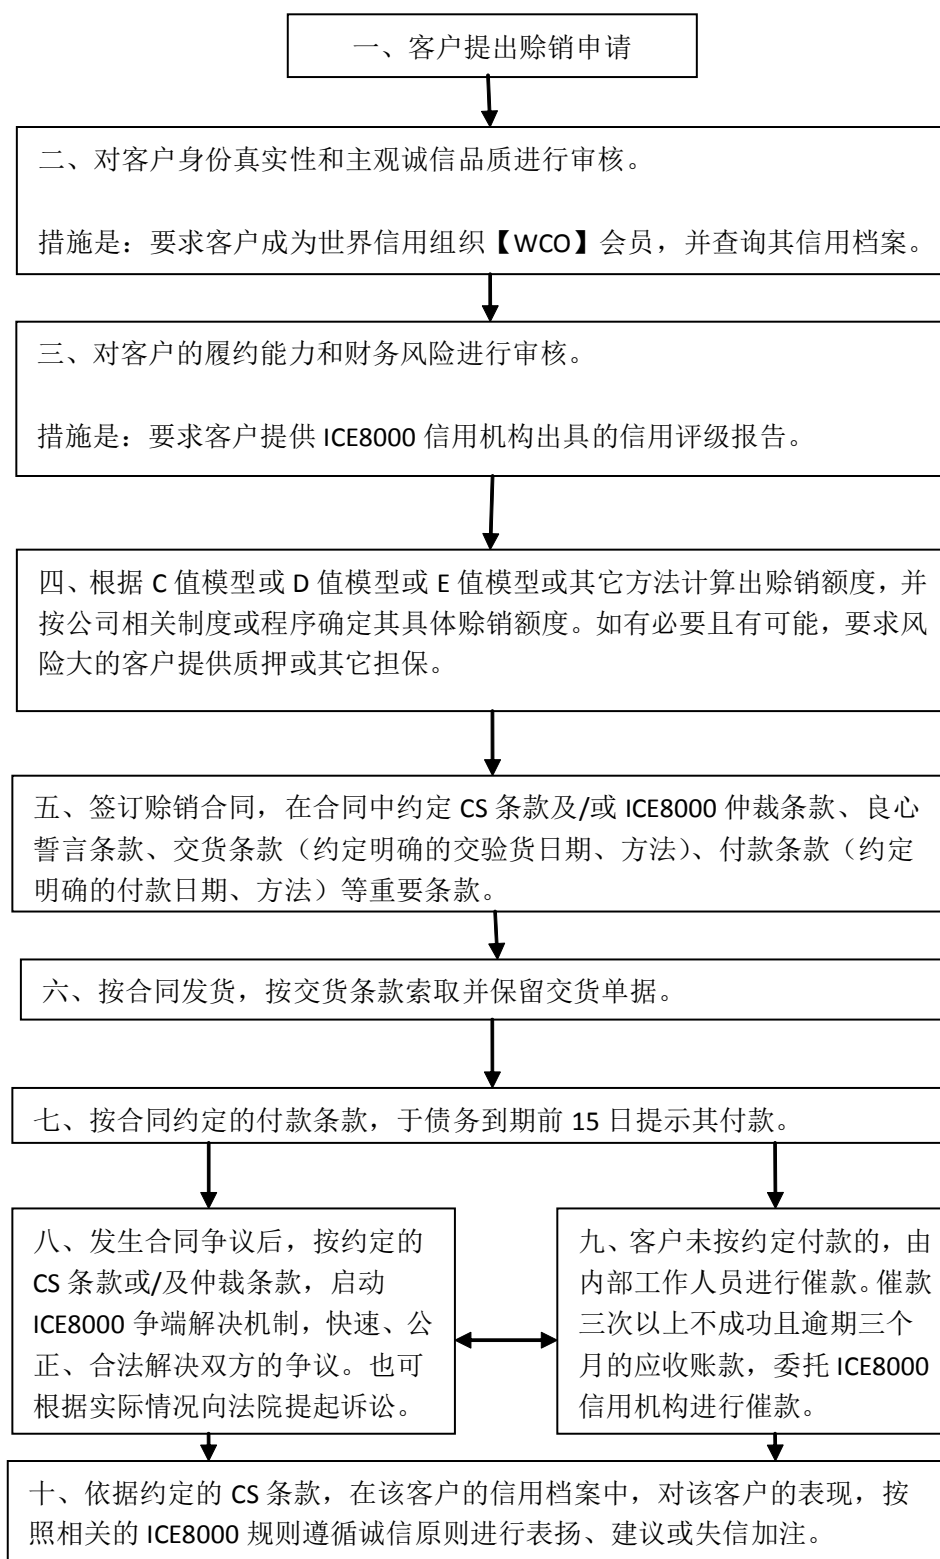 一、客户提出赊销申请
二、对客户身份真实性和主观诚信品质进行审核。
措施是：要求客户成为世界信用组织【WCO】会员，并查询其信用档案。
三、对客户的履约能力和财务风险进行审核。
措施是：要求客户提供 ICE8000 信用机构出具的信用评级报告。
四、根据 C 值模型或 D 值模型或 E 值模型或其它方法计算出赊销额度，并
按公司相关制度或程序确定其具体赊销额度。如有必要且有可能，要求风
险大的客户提供质押或其它担保。
五、签订赊销合同，在合同中约定 CS 条款及/或 ICE8000 仲裁条款、良心
誓言条款、交货条款（约定明确的交验货日期、方法）、付款条款（约定
明确的付款日期、方法）等重要条款。
六、按合同发货，按交货条款索取并保留交货单据。
七、按合同约定的付款条款，于债务到期前 15 日提示其付款。
八、发生合同争议后，按约定的
CS 条款或/及仲裁条款，启动
ICE8000 争端解决机制，快速、公
正、合法解决双方的争议。也可
根据实际情况向法院提起诉讼。
九、客户未按约定付款的，由
内部工作人员进行催款。催款
三次以上不成功且逾期三个
月的应收账款，委托 ICE8000
信用机构进行催款。
十、依据约定的 CS 条款，在该客户的信用档案中，对该客户的表现，按
照相关的 ICE8000 规则遵循诚信原则进行表扬、建议或失信加注。